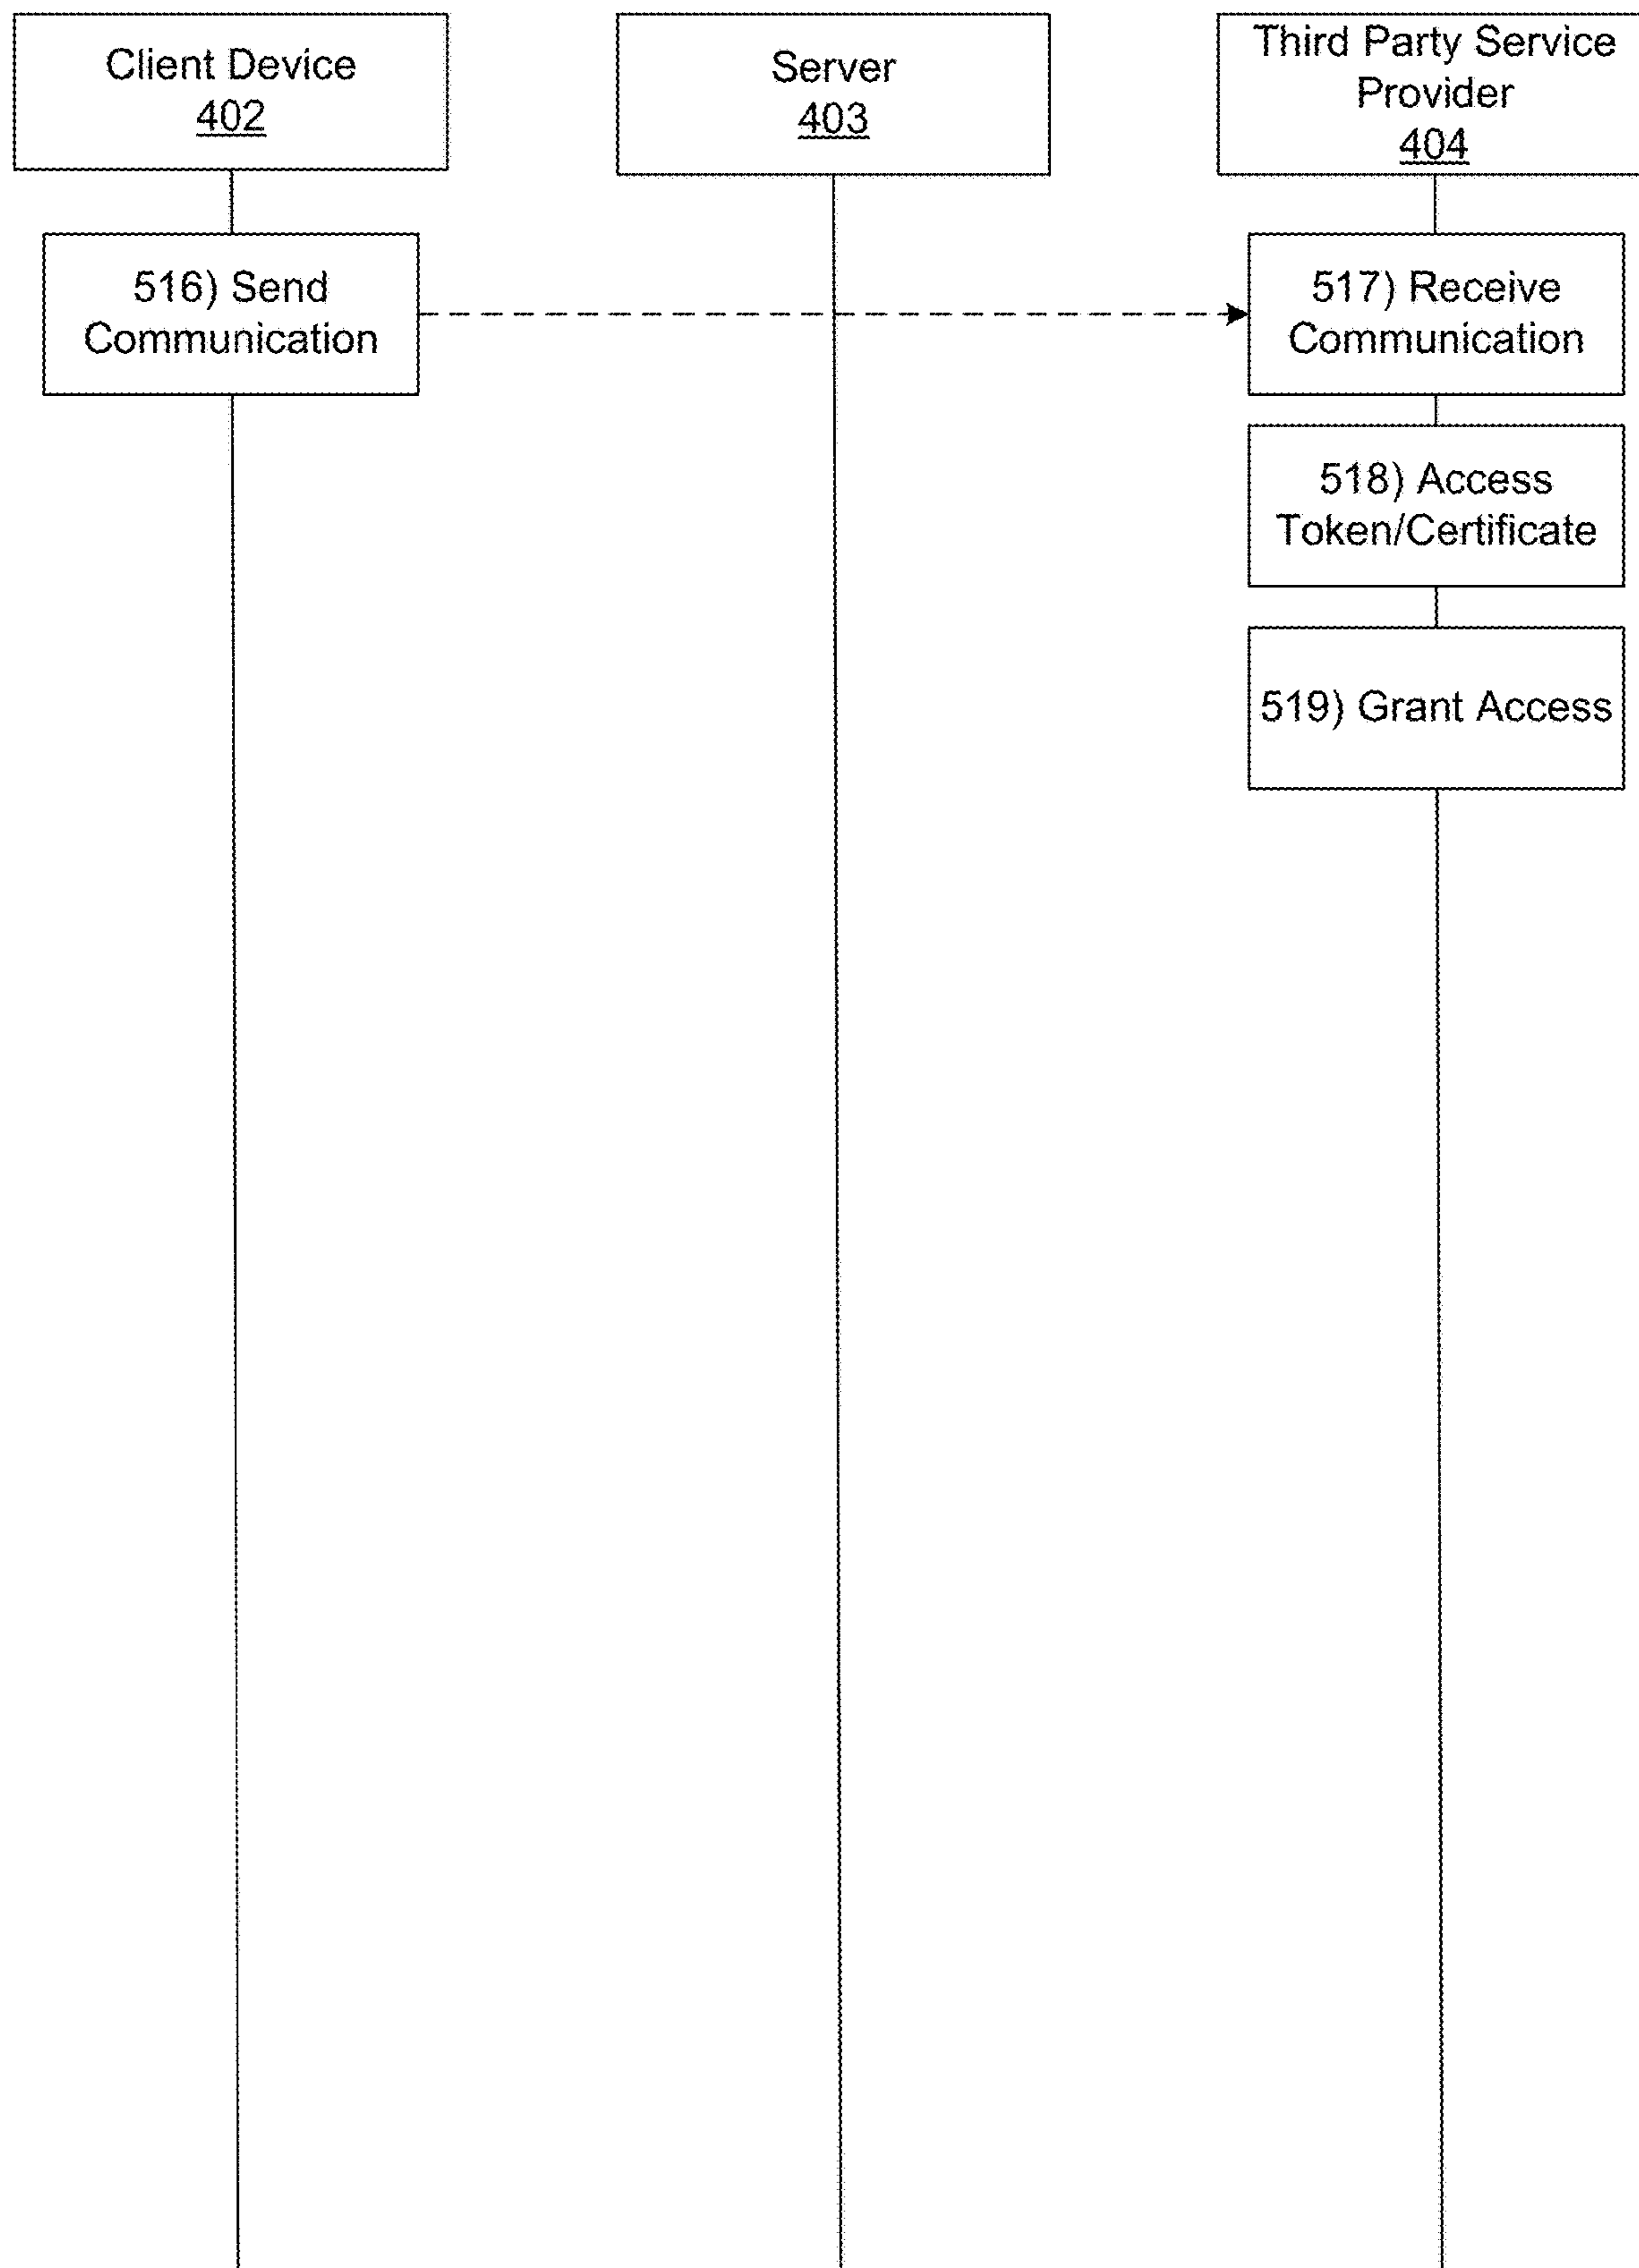 Client Device
402
Server
403
Third Party Service
Provider
404
516) Send
Communication
517) Receive
Communication
518) Access
Token/Certificate
519) Grant Access